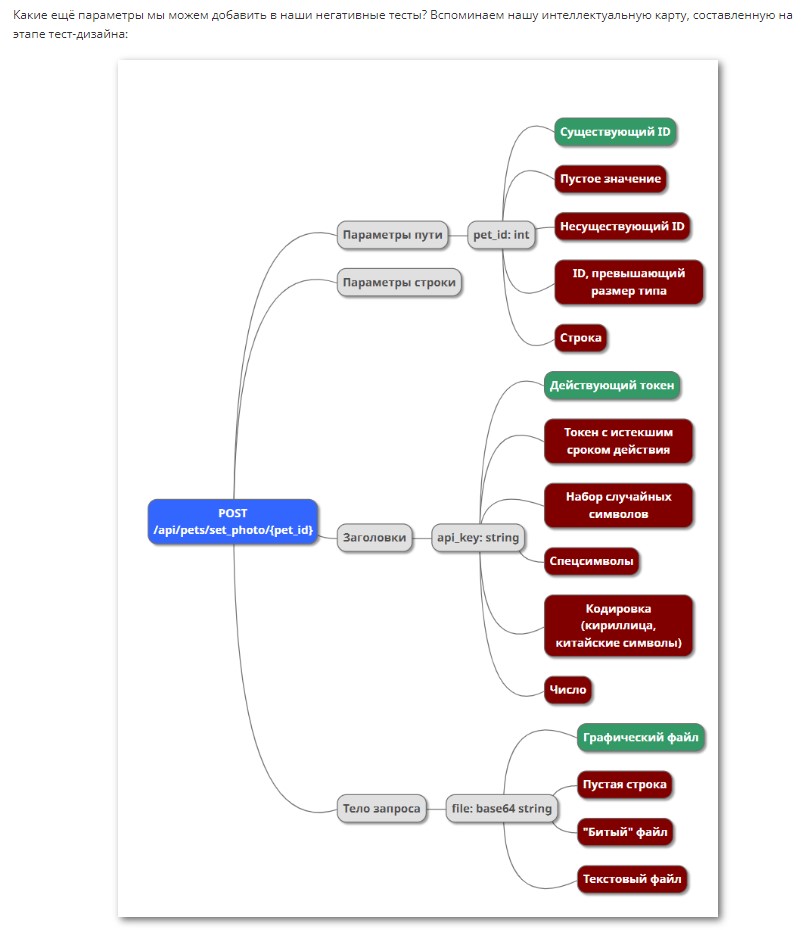 Какие ещё параметры мы можем добавить в наши негативные тесты? Вспоминаем нашу интеллектуальную карту, составленную на
этапе тест-дизайна:
POST
/api/pets/set_photo/{pet_id}
Параметры пути
pet_id: int
Существующий ID
Пустое значение
Несуществующий ID
ID, превышающий
размер типа
Строка
Параметры строки
Заголовки
api_key: string
Действующий токен
Токен с истекшим
сроком действия
Набор случайных
символов
Спецсимволы
Кодировка
(кириллица,
китайские символы)
Число
Тело запроса
file: base64 string
Графический файл
Пустая строка
"Битый" файл
Текстовый файл